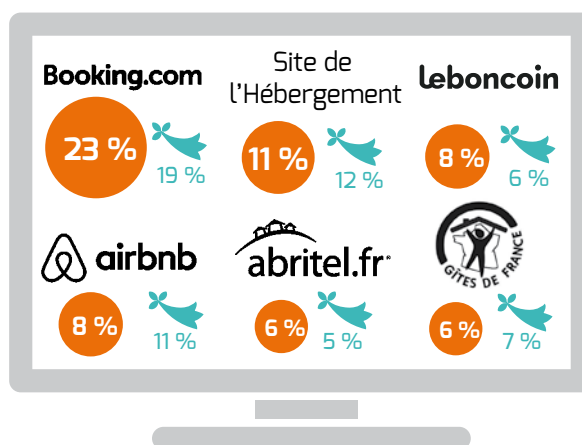 Booking.com
23 %
19 %
Site de
l'Hébergement
11 %
12 %
leboncoin
8 %
6 %
airbnb
8 %
11 %
abritel.fr
6 %
5 %
GÎTES DE FRANCE
6 %
7 %